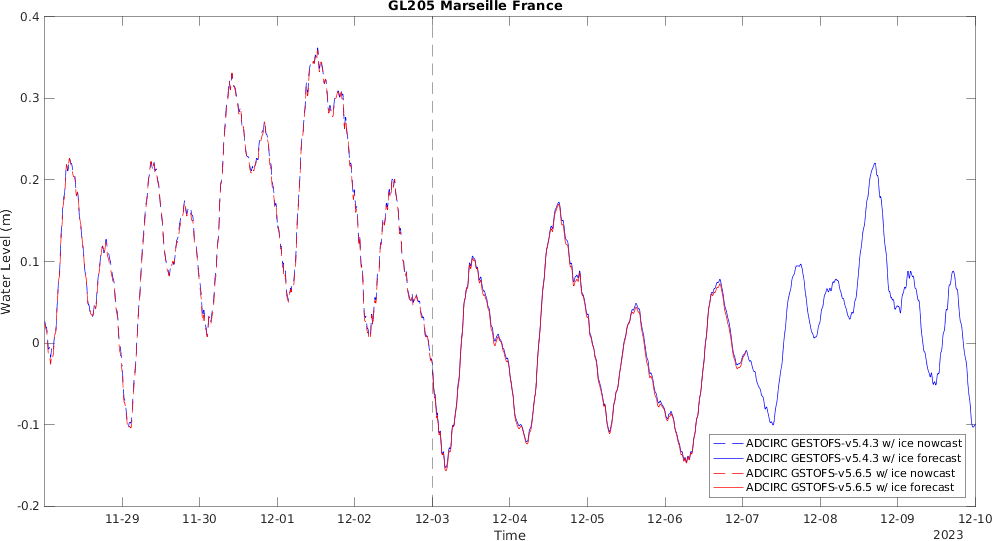 GL205 Marseille France
0.4
0.3
0.2
0.1
0
-0.1
-0.2
Water Level (m)
ADCIRC GESTOFS-v5.4.3 w/ ice nowcast
ADCIRC GESTOFS-v5.4.3 w/ ice forecast
ADCIRC GSTOFS-v5.6.5 w/ ice nowcast
ADCIRC GSTOFS-v5.6.5 w/ ice forecast
11-29 11-30 12-01 12-02 12-03 12-04 12-05 12-06 12-07 12-08 12-09 12-10
Time
2023